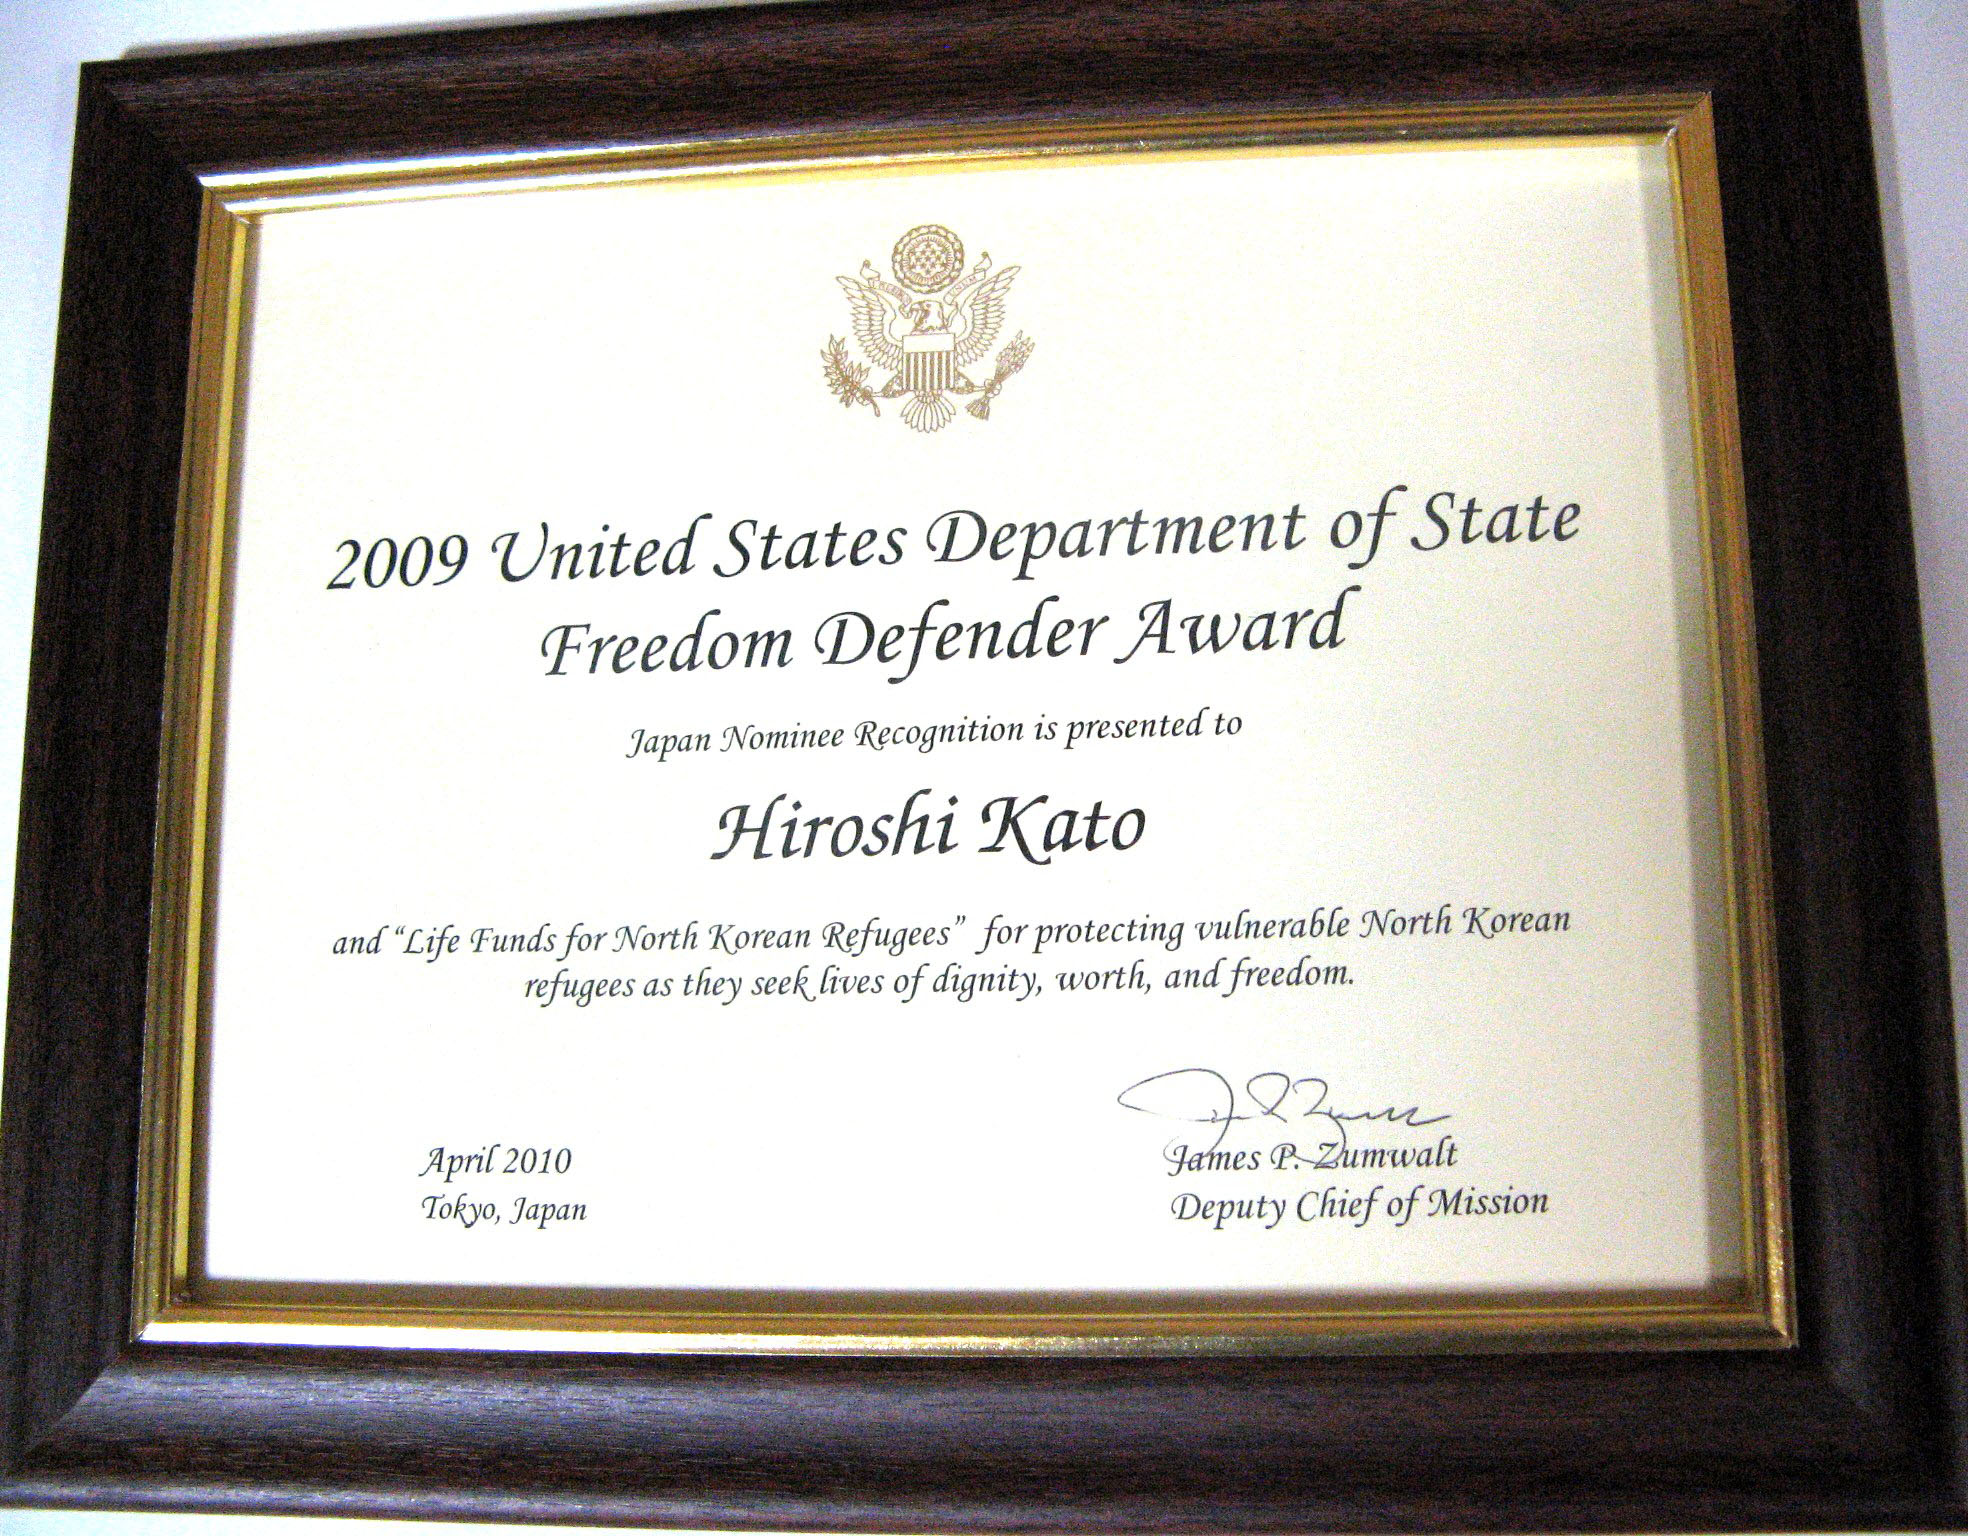 2009 United States Department of State
Freedom Defender Award
Japan Nominee Recognition is presented to
Hiroshi Kato
and “Life Funds for North Korean Refugees” for protecting vulnerable North Korean
refugees as they seek lives of dignity, worth, and freedom.
April 2010
Tokyo, Japan
James P. Zumwalt
Deputy Chief of Mission